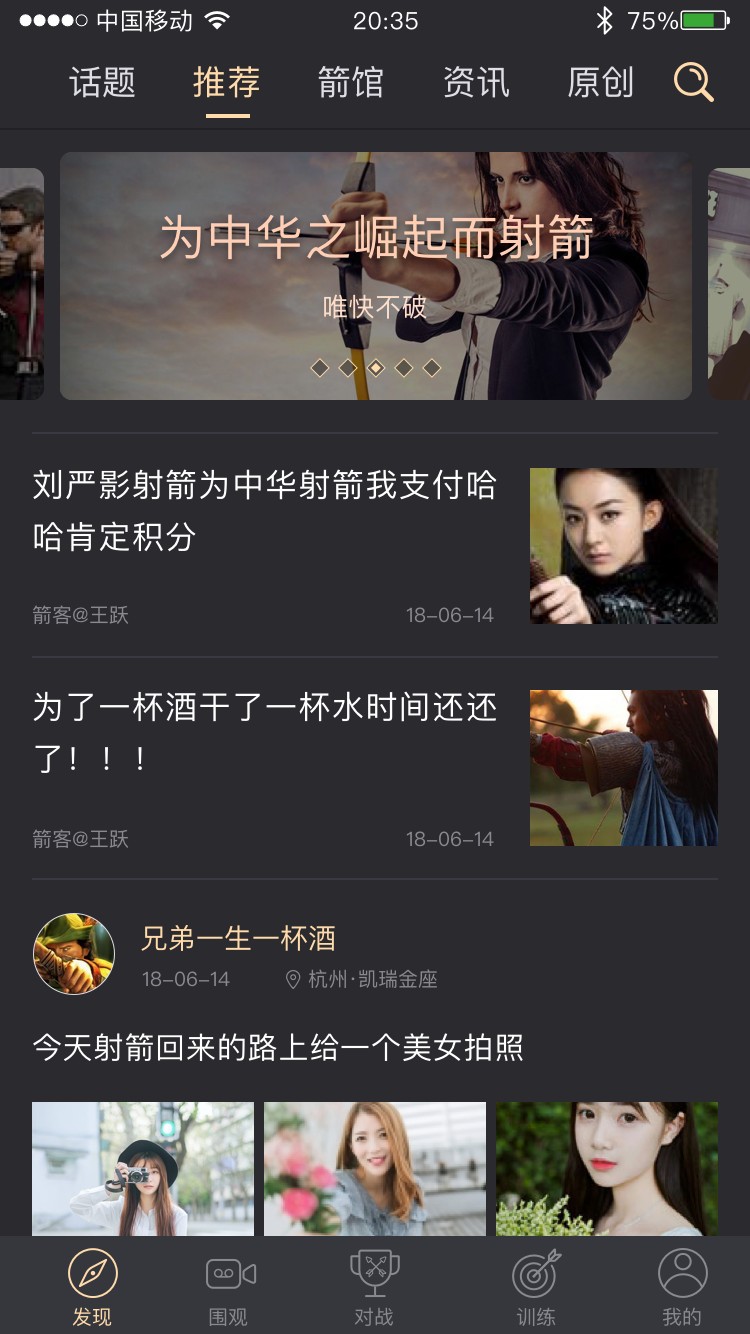 中国移动 20:35 75%
话题 推荐 箭馆 资讯 原创
为中华之崛起而射箭
唯快不破
刘严影射箭为中华射箭我支付哈
哈肯定积分
箭客@王跃 18-06-14
为了一杯酒干了一杯水时间还还
了！！！
箭客@王跃 18-06-14
兄弟一生一杯酒
18-06-14 杭州·凯瑞金座
今天射箭回来的路上给一个美女拍照
发现 围观 对战 训练 我的